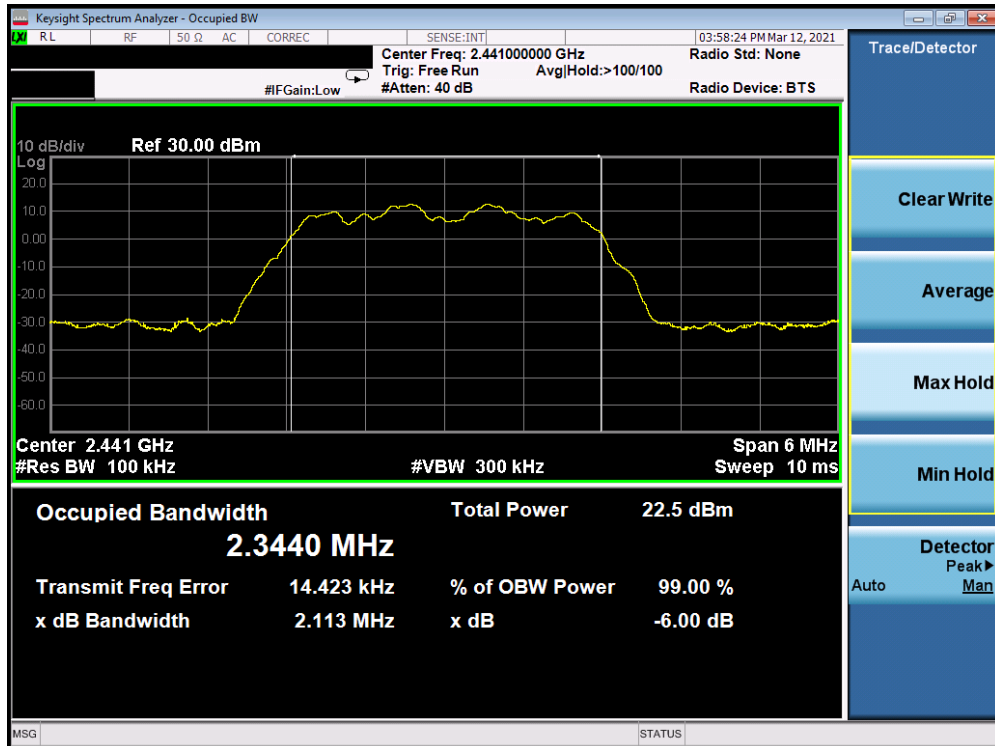 Keysight Spectrum Analyzer - Occupied BW
LXI RL RF 50 Ω AC CORREC SENSE:INT 03:58:24 PM Mar 12, 2021
Center Freq: 2.441000000 GHz Radio Std: None
Trig: Free Run Avg|Hold:>100/100
#IFGain:Low #Atten: 40 dB Radio Device: BTS
10 dB/div Ref 30.00 dBm
Log
20.0
10.0
0.00
-10.0
-20.0
-30.0
-40.0
-50.0
-60.0
Center 2.441 GHz Span 6 MHz
#Res BW 100 kHz #VBW 300 kHz Sweep 10 ms
Occupied Bandwidth Total Power 22.5 dBm
2.3440 MHz
Transmit Freq Error 14.423 kHz % of OBW Power 99.00 %
x dB Bandwidth 2.113 MHz x dB -6.00 dB
MSG STATUS
Trace/Detector
Clear Write
Average
Max Hold
Min Hold
Detector
Peak▶
Auto Man